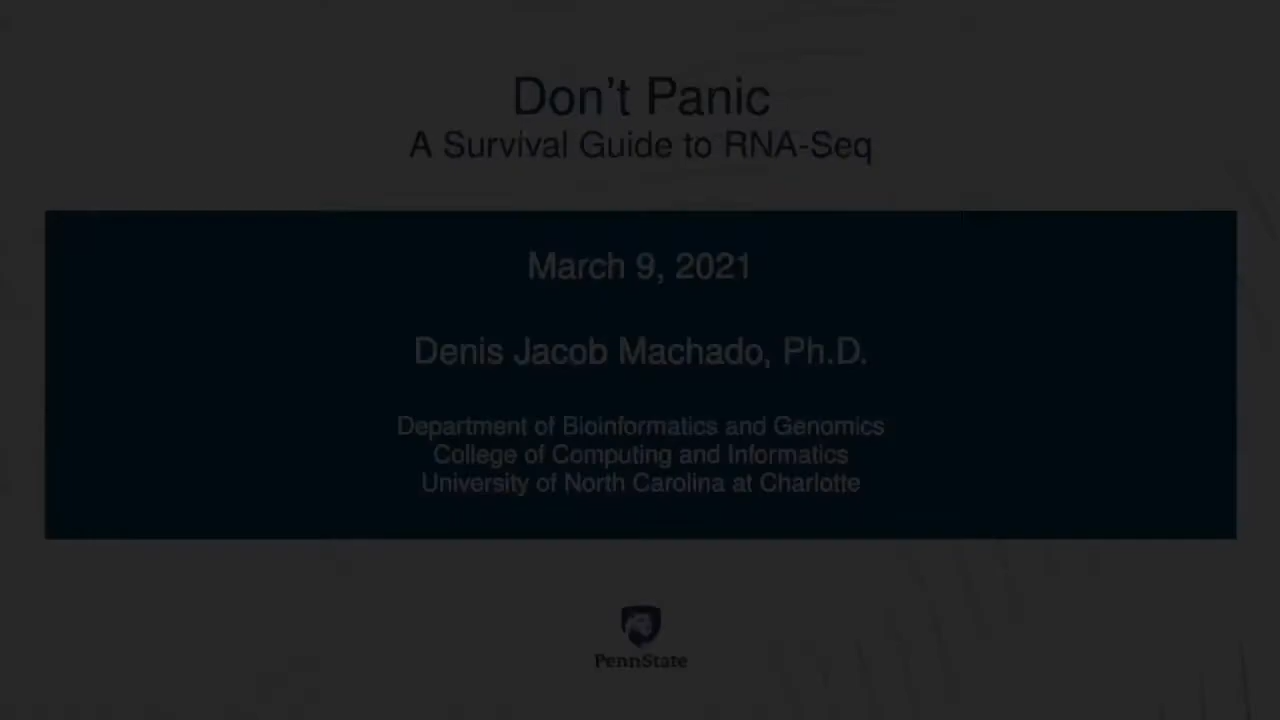 Don't Panic
A Survival Guide to RNA-Seq
March 9, 2021
Denis Jacob Machado, Ph.D.
Department of Bioinformatics and Genomics
College of Computing and Informatics
University of North Carolina at Charlotte
PennState